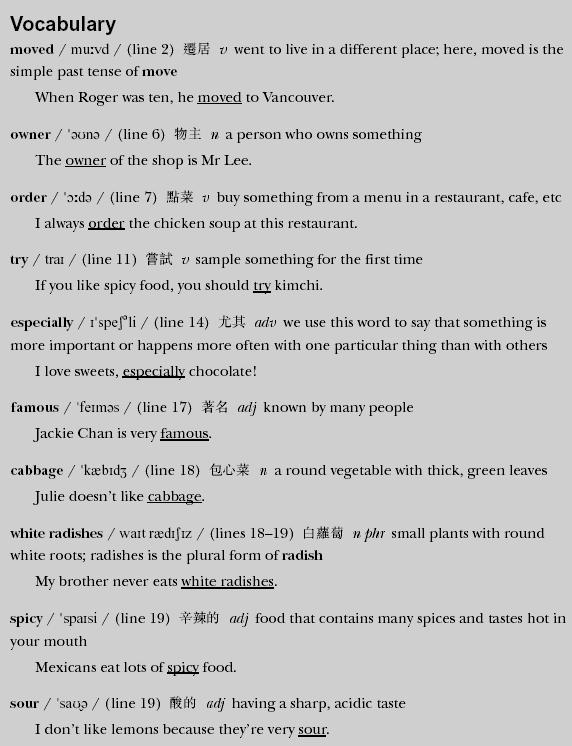 Vocabulary
moved / muːvd / (line 2) 遷居 v went to live in a different place; here, moved is the
simple past tense of move
When Roger was ten, he moved to Vancouver.
owner / ˈəʊnə / (line 6) 物主 n a person who owns something
The owner of the shop is Mr Lee.
order / ˈɔːdə / (line 7) 點菜 v buy something from a menu in a restaurant, cafe, etc
I always order the chicken soup at this restaurant.
try / traɪ / (line 11) 嘗試 v sample something for the first time
If you like spicy food, you should try kimchi.
especially / ɪˈspeʃᵊli / (line 14) 尤其 adv we use this word to say that something is
more important or happens more often with one particular thing than with others
I love sweets, especially chocolate!
famous / ˈfeɪməs / (line 17) 著名 adj known by many people
Jackie Chan is very famous.
cabbage / ˈkæbɪdʒ / (line 18) 包心菜 n a round vegetable with thick, green leaves
Julie doesn’t like cabbage.
white radishes / waɪt rædɪʃɪz / (lines 18–19) 白蘿蔔 n phr small plants with round
white roots; radishes is the plural form of radish
My brother never eats white radishes.
spicy / ˈspaɪsi / (line 19) 辛辣的 adj food that contains many spices and tastes hot in
your mouth
Mexicans eat lots of spicy food.
sour / ˈsaʊə / (line 19) 酸的 adj having a sharp, acidic taste
I don’t like lemons because they’re very sour.